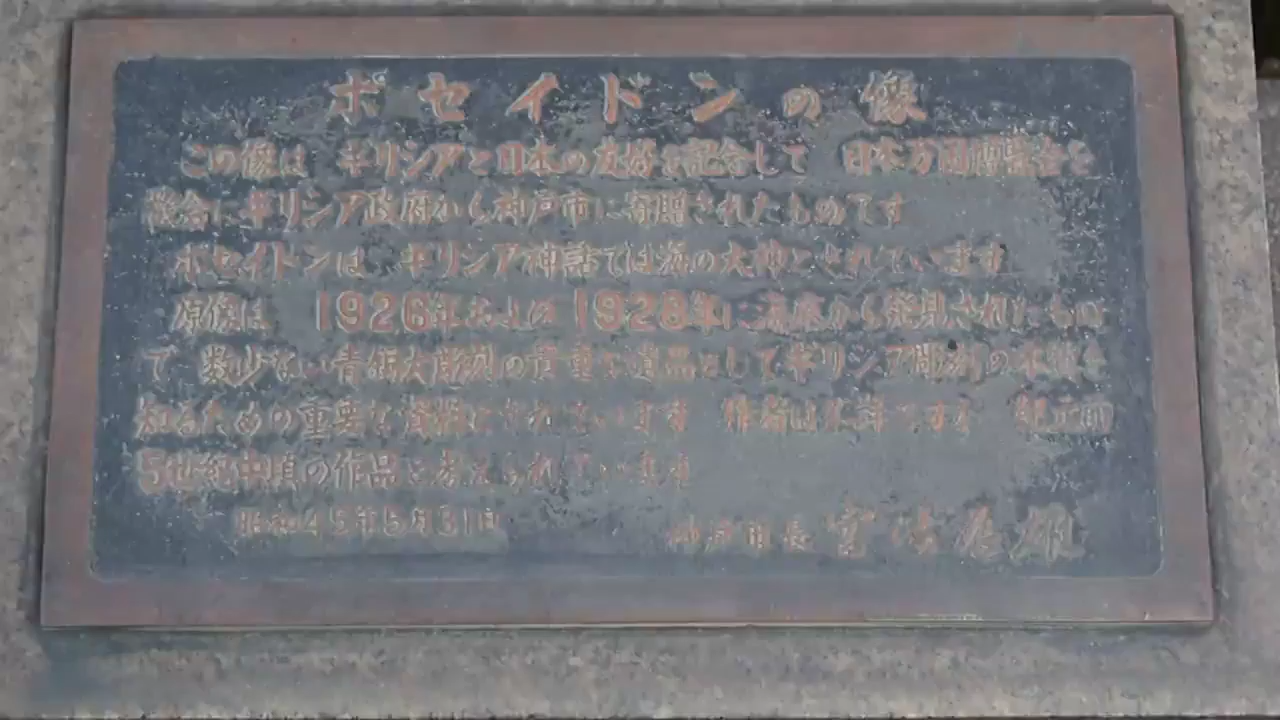 ポセイドンの像
この像は ギリシアと日本の友好を記念して 日本万国博覧会を
機会にギリシア政府から神戸市に寄贈されたものです
ポセイドンは ギリシア神話では海の大神とされています
原像は 1926年および1928年に海底から発見されたもの
で 数少ない青銅大彫刻の貴重な遺品としてギリシア彫刻の本質を
知るための重要な資料とされています 作者は不詳ですが 紀元前
5世紀中頃の作品と考えられています
昭和45年5月31日 神戸市長 宮崎辰雄